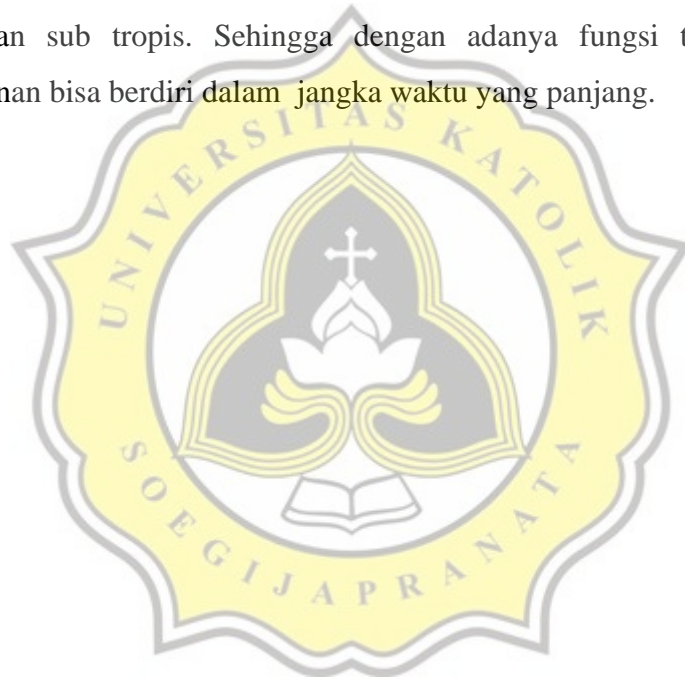 an sub tropis. Sehingga dengan adanya fungsi t
nan bisa berdiri dalam jangka waktu yang panjang.
UNIVERSITAS KATOLIK
SOEGIJAPRANATA